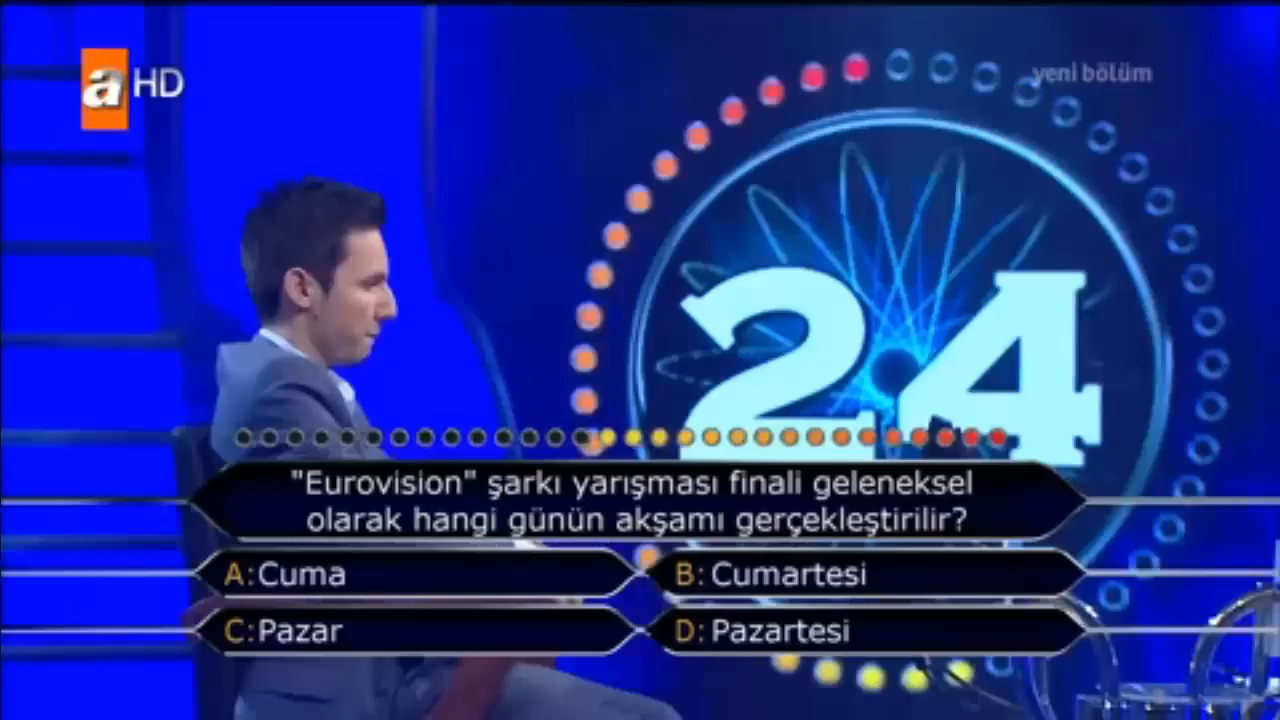 a HD
yeni bölüm
24
"Eurovision" şarkı yarışması finali geleneksel
olarak hangi günün akşamı gerçekleştirilir?
A: Cuma
B: Cumartesi
C: Pazar
D: Pazartesi